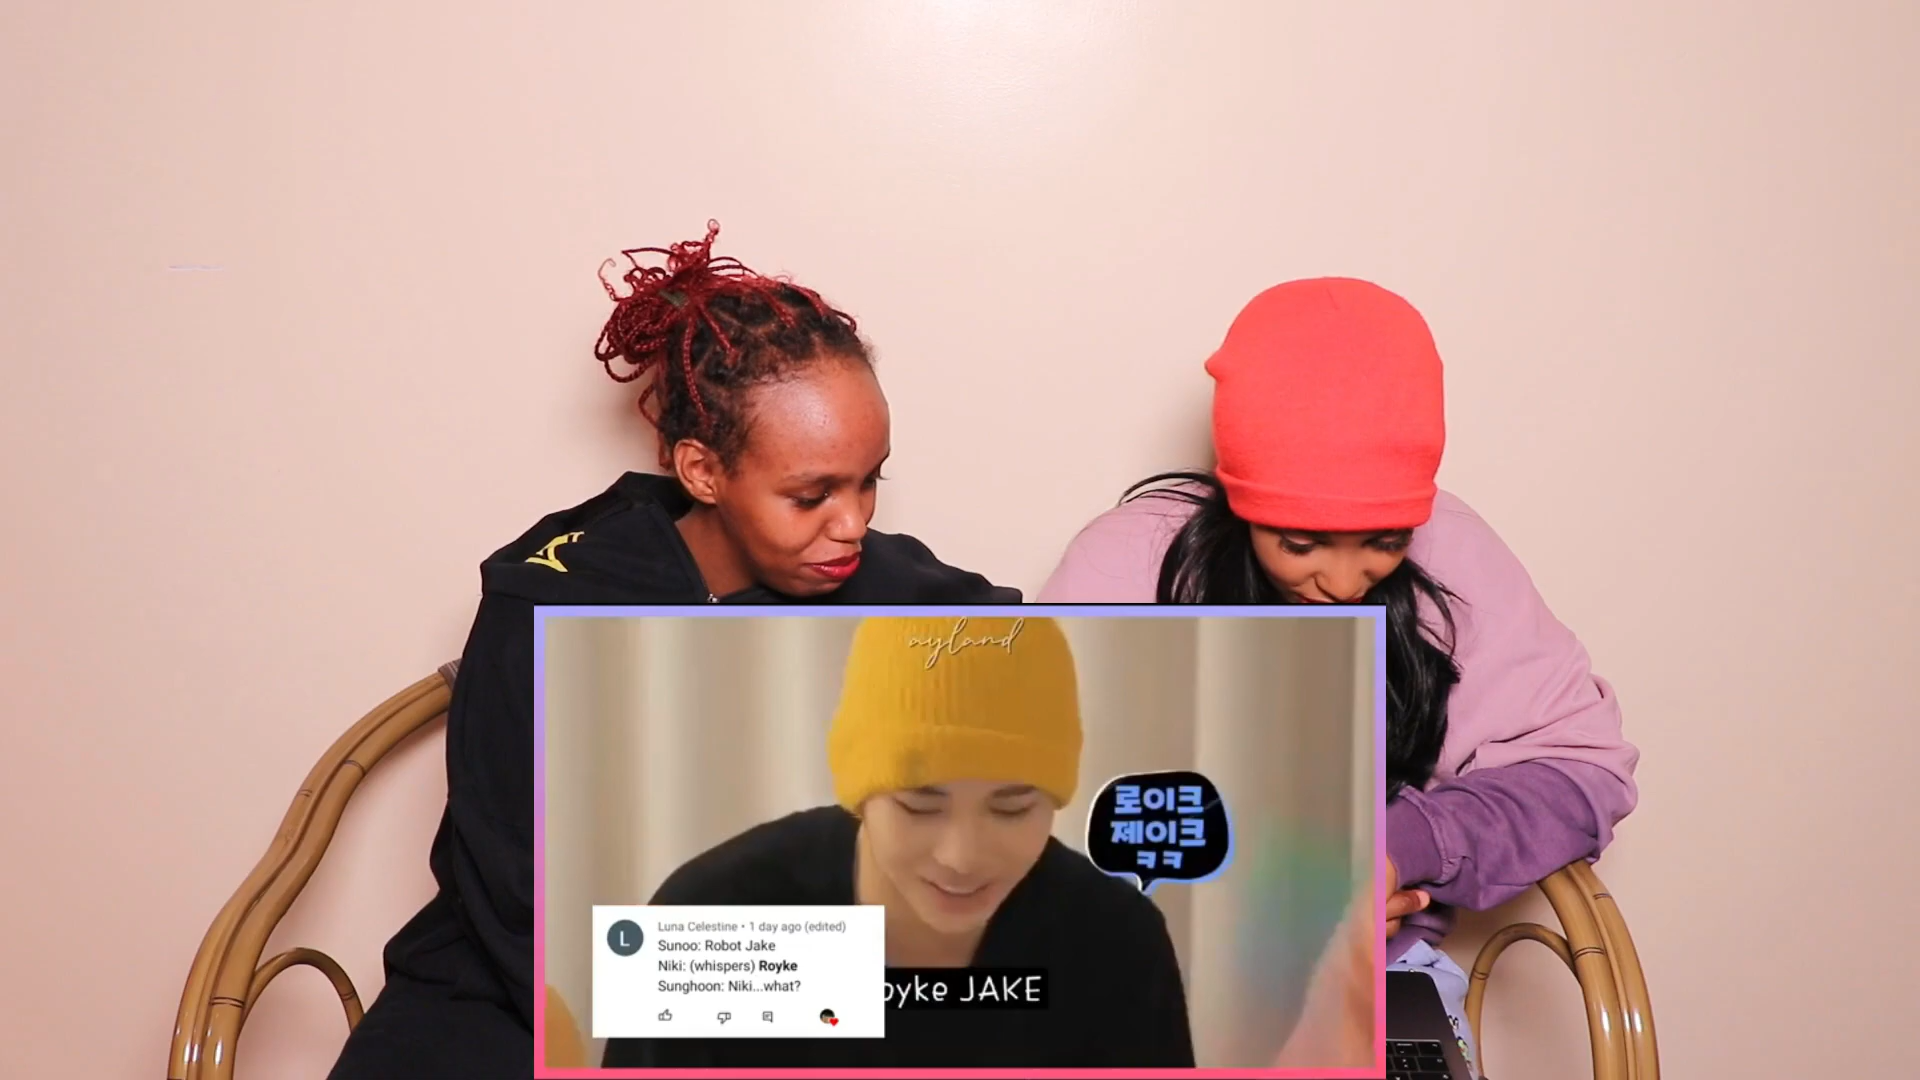 ayland
로이크
제이크
ㅋㅋ
Luna Celestine • 1 day ago (edited)
Sunoo: Robot Jake
Niki: (whispers) Royke
Sunghoon: Niki...what?
L
oyke JAKE